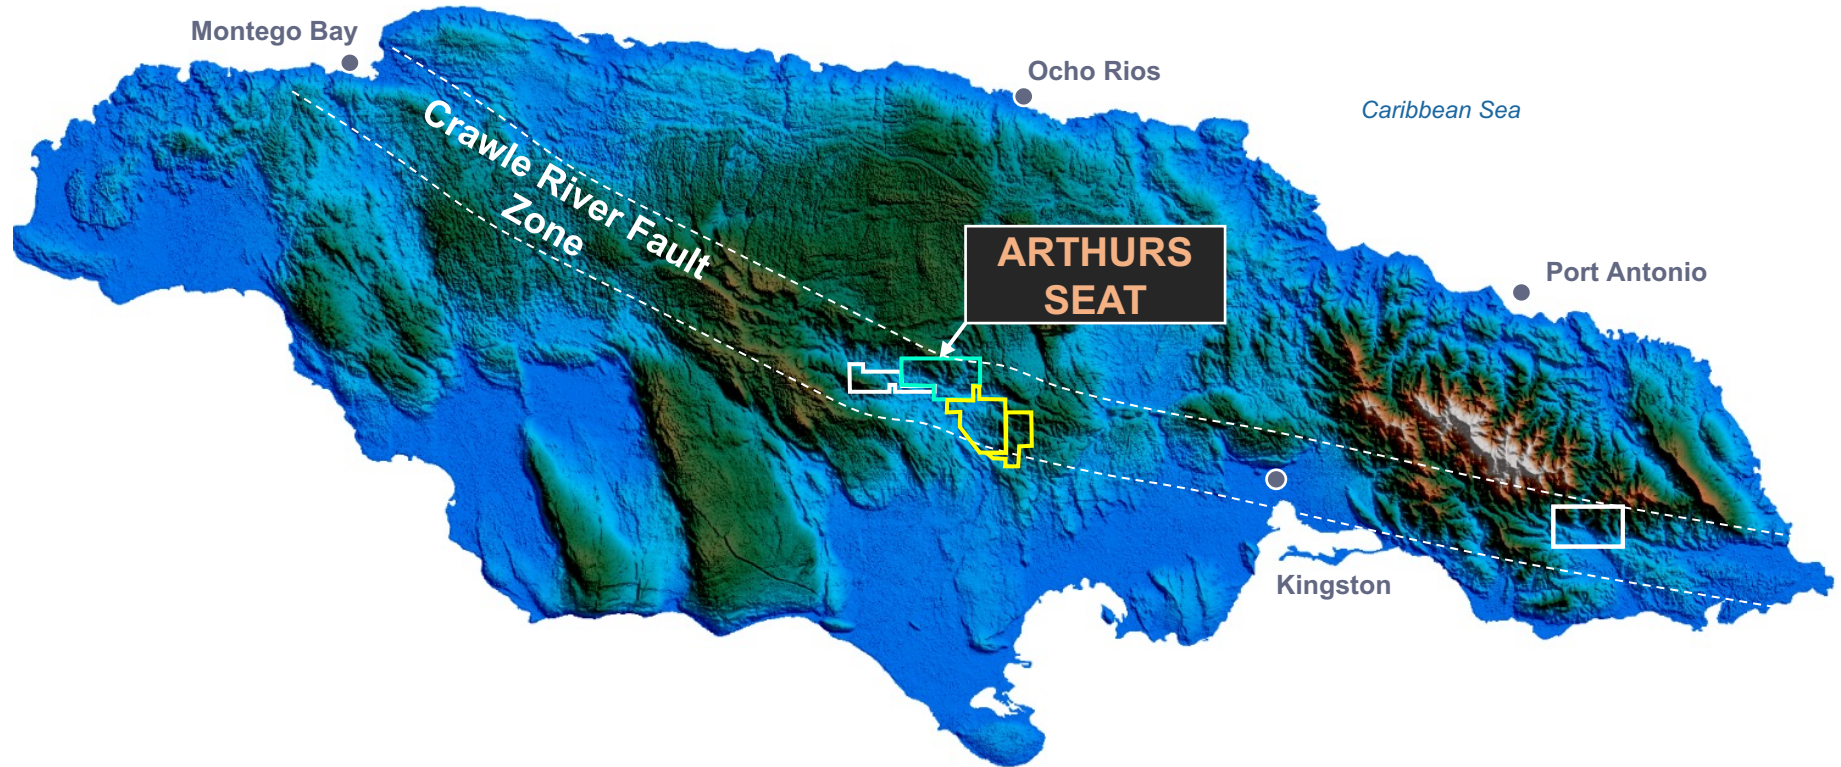 Montego Bay
Ocho Rios
Caribbean Sea
Crawle River Fault
Zone
ARTHURS
SEAT
Port Antonio
Kingston